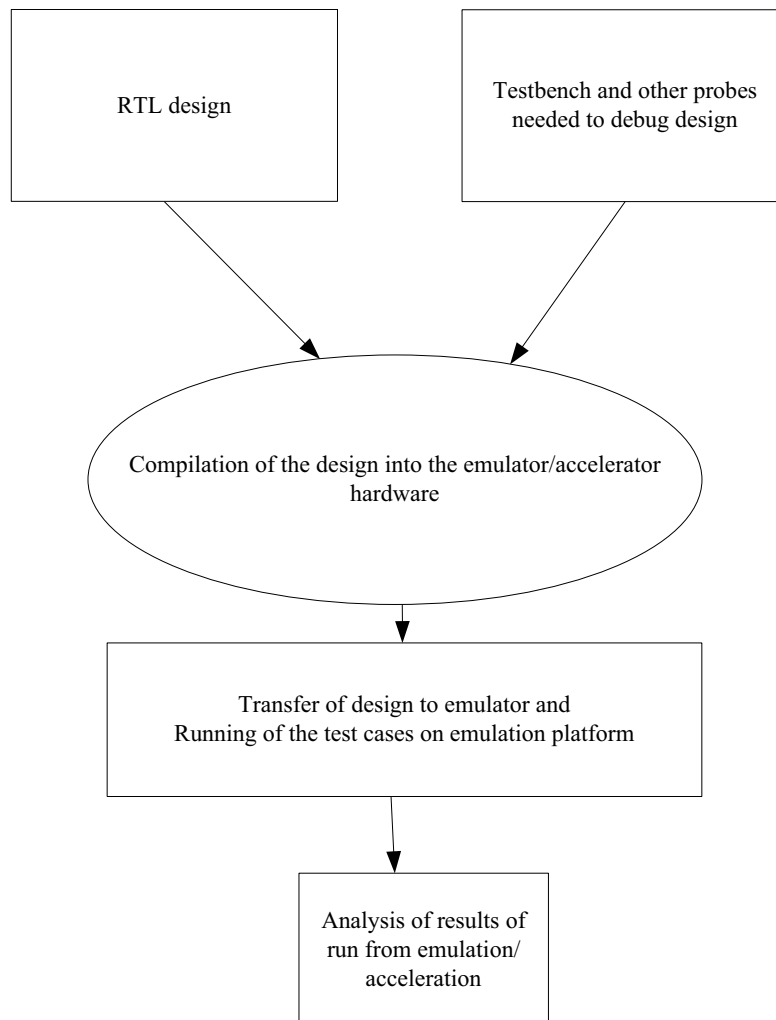 RTL design
Testbench and other probes
needed to debug design
Compilation of the design into the emulator/accelerator
hardware
Transfer of design to emulator and
Running of the test cases on emulation platform
Analysis of results of
run from emulation/
acceleration